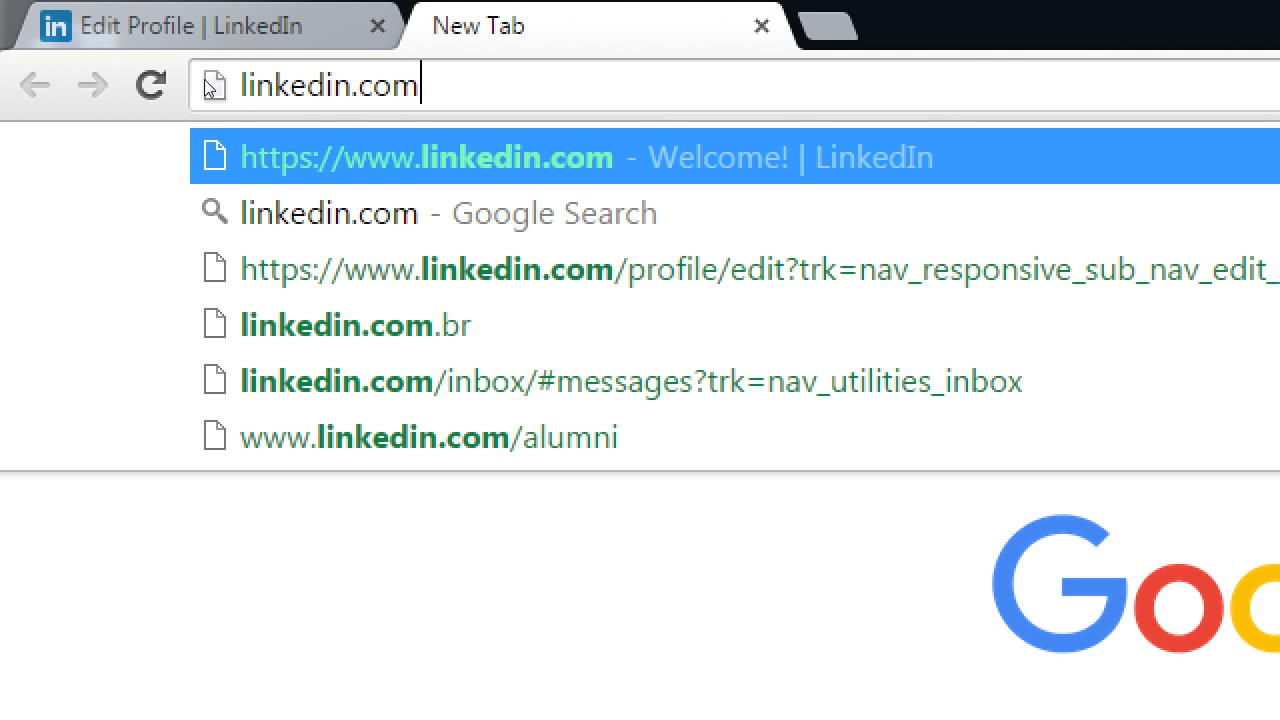 in Edit Profile | LinkedIn
New Tab
linkedin.com
https://www.linkedin.com - Welcome! | LinkedIn
linkedin.com - Google Search
https://www.linkedin.com/profile/edit?trk=nav_responsive_sub_nav_edit_
linkedin.com.br
linkedin.com/inbox/#messages?trk=nav_utilities_inbox
www.linkedin.com/alumni
Goo